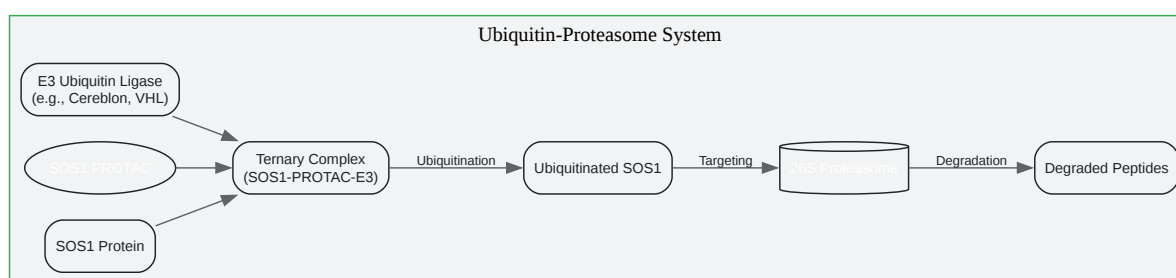 Ubiquitin-Proteasome System
E3 Ubiquitin Ligase
(e.g., Cereblon, VHL)
SOS1 PROTAC
Ternary Complex
(SOS1-PROTAC-E3)
Ubiquitination
Ubiquitinated SOS1
Targeting
26S Proteasome
Degradation
Degraded Peptides
SOS1 Protein